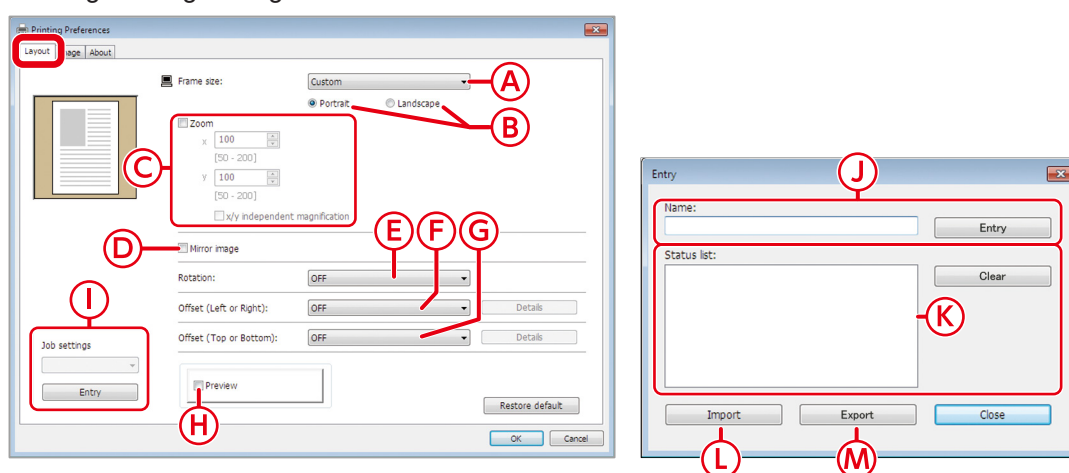 Printing Preferences
Layout
About
Frame size:
Custom
A
Portrait
Landscape
B
Zoom
x
100
[50 - 200]
C
y
100
[50 - 200]
x/y independent magnification
D
Mirror image
E
F
G
Rotation:
OFF
Offset (Left or Right):
OFF
Details
Offset (Top or Bottom):
OFF
Details
I
Job settings
Entry
Preview
H
Restore default
OK
Cancel
Entry
J
Name:
Entry
Status list:
Clear
K
Import
Export
Close
L
M